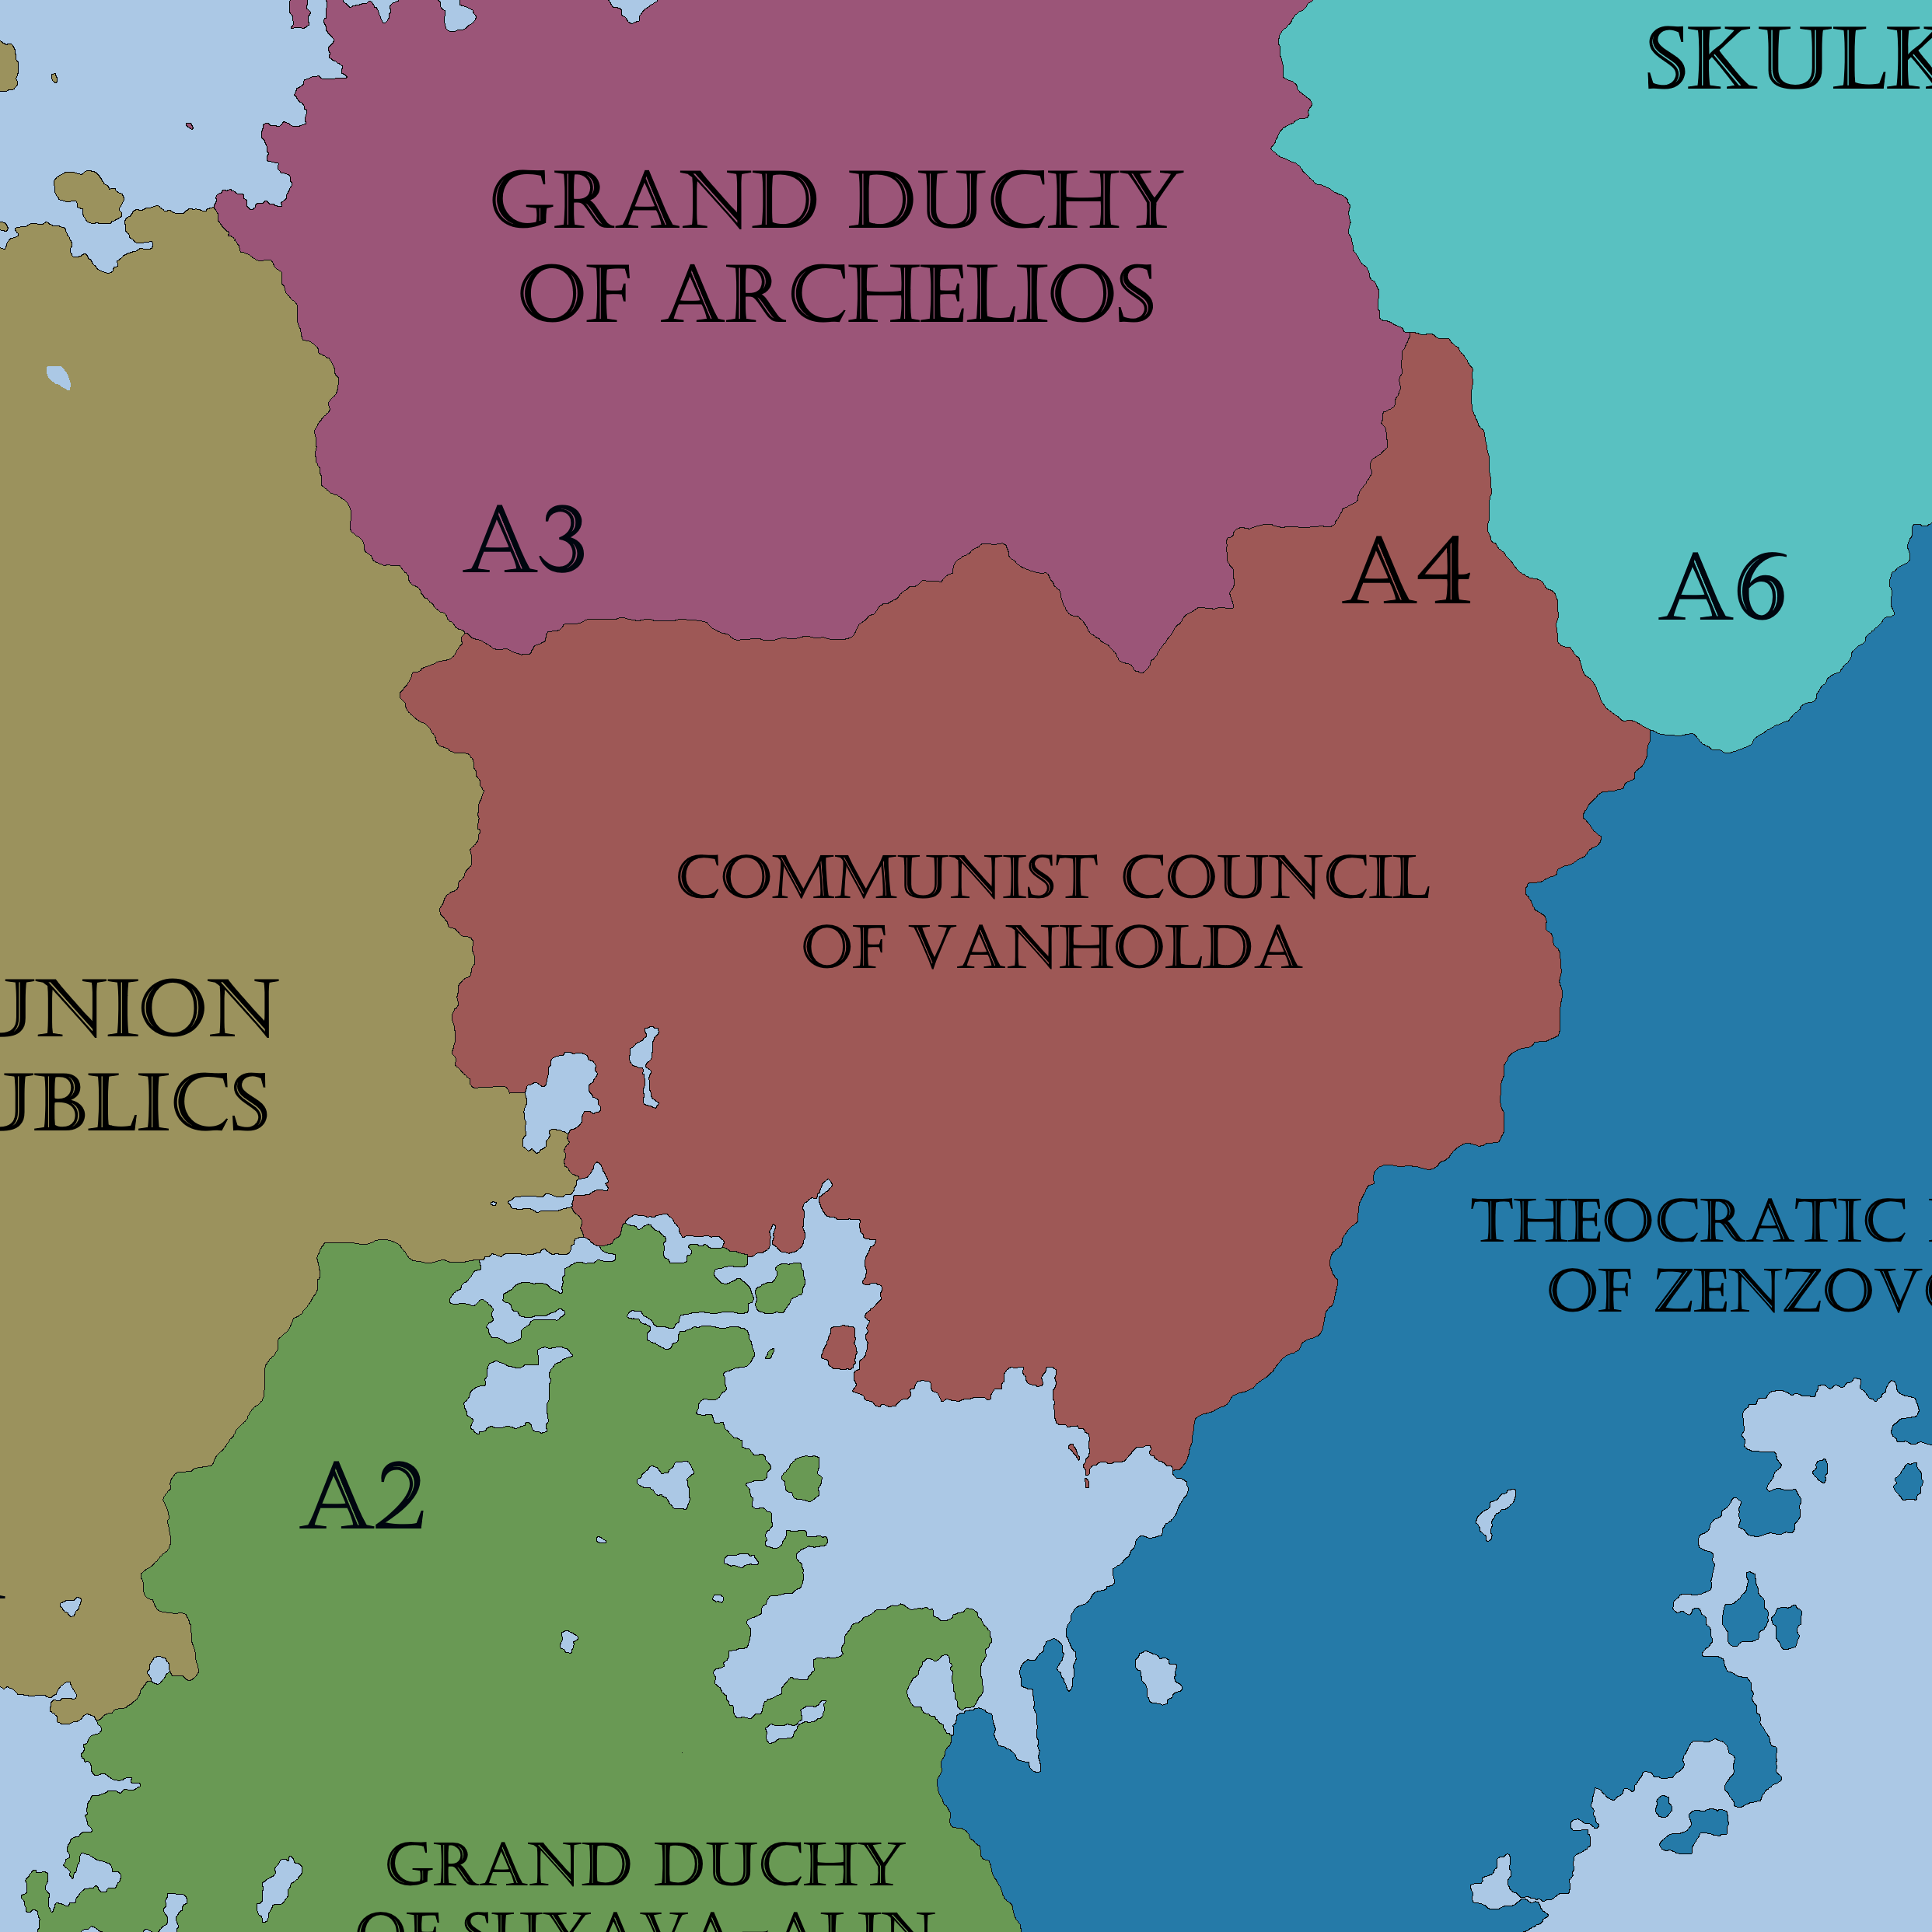 SKULK
GRAND DUCHY
OF ARCHELIOS
A3
A4
A6
COMMUNIST COUNCIL
OF VANHOLDA
UNION
UBLICS
THEOCRATIC
OF ZENZOV
A2
GRAND DUCHY